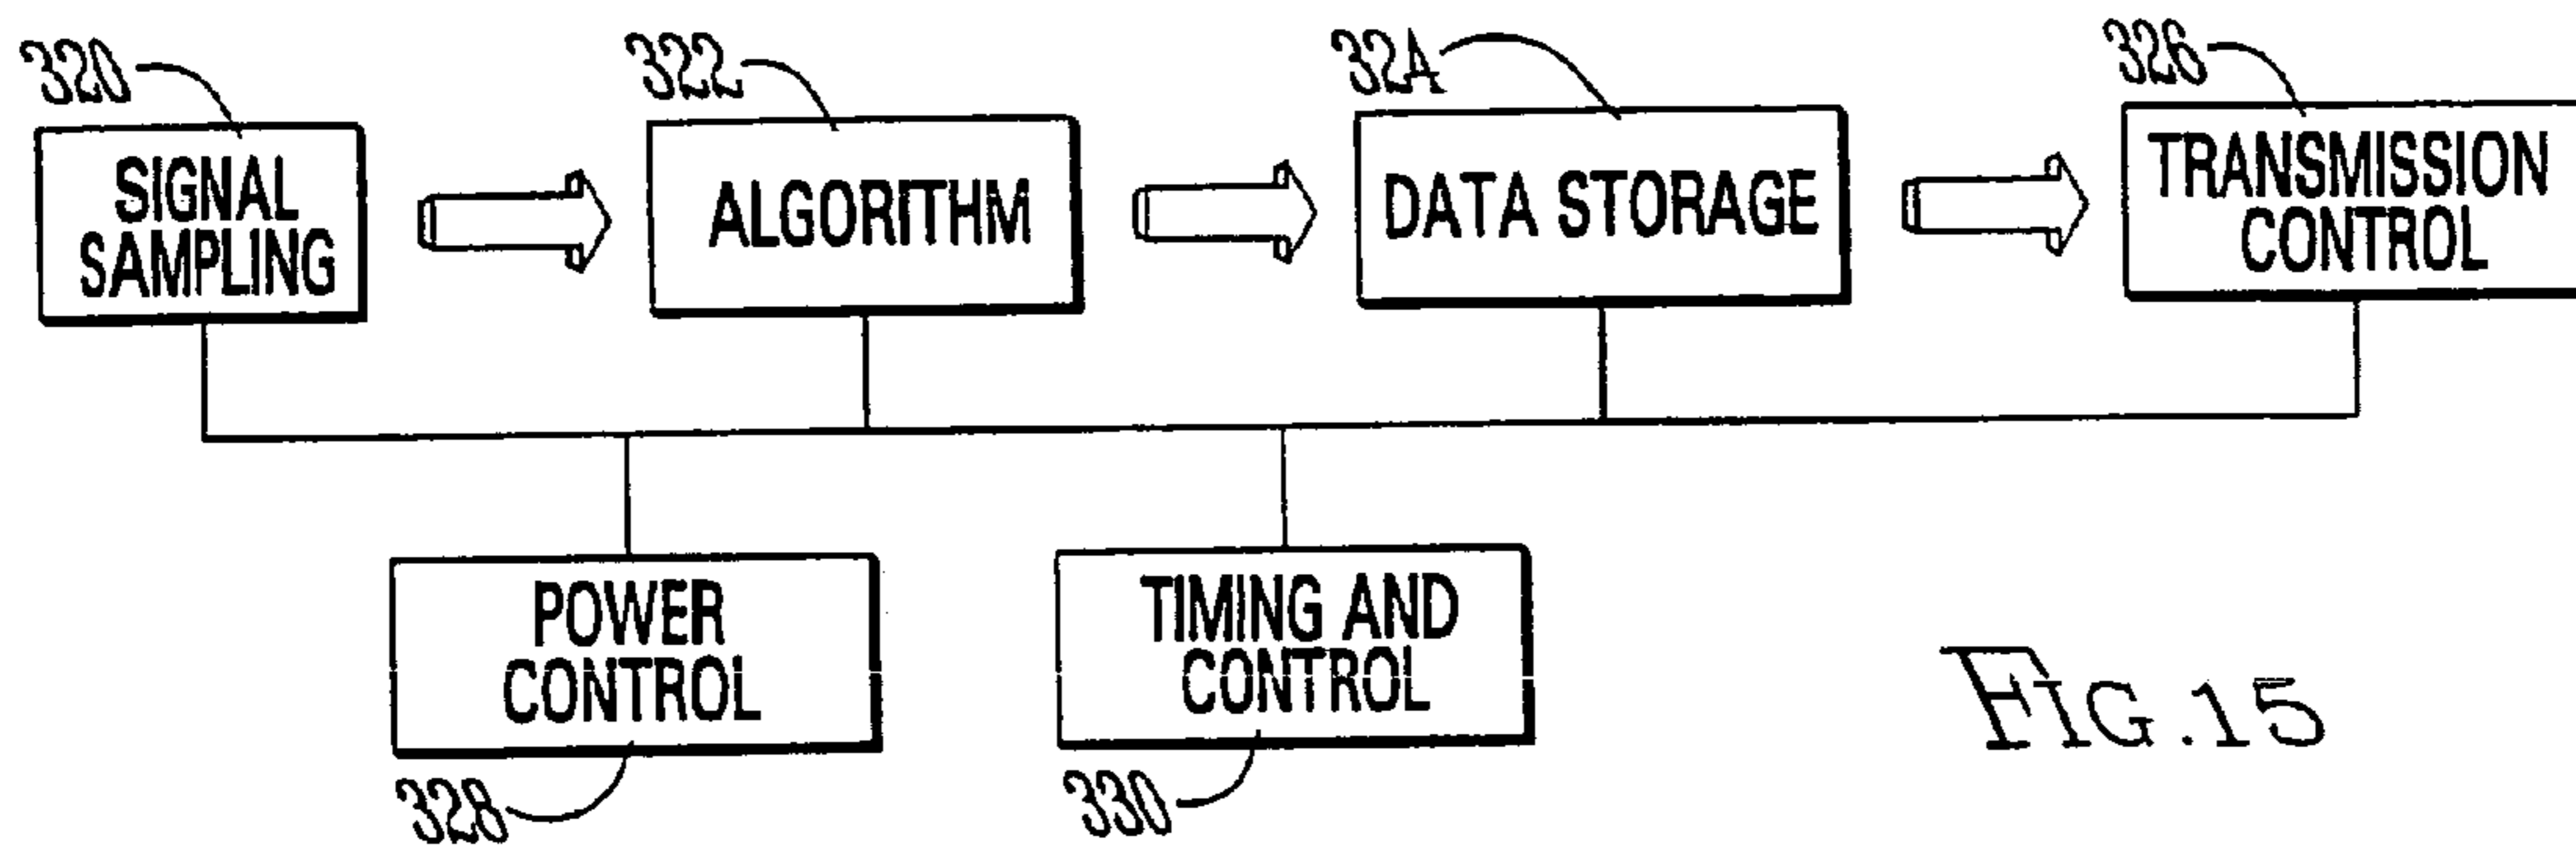 320
322
324
326
SIGNAL
SAMPLING
ALGORITHM
DATA STORAGE
TRANSMISSION
CONTROL
POWER
CONTROL
TIMING AND
CONTROL
328
330
FIG.15